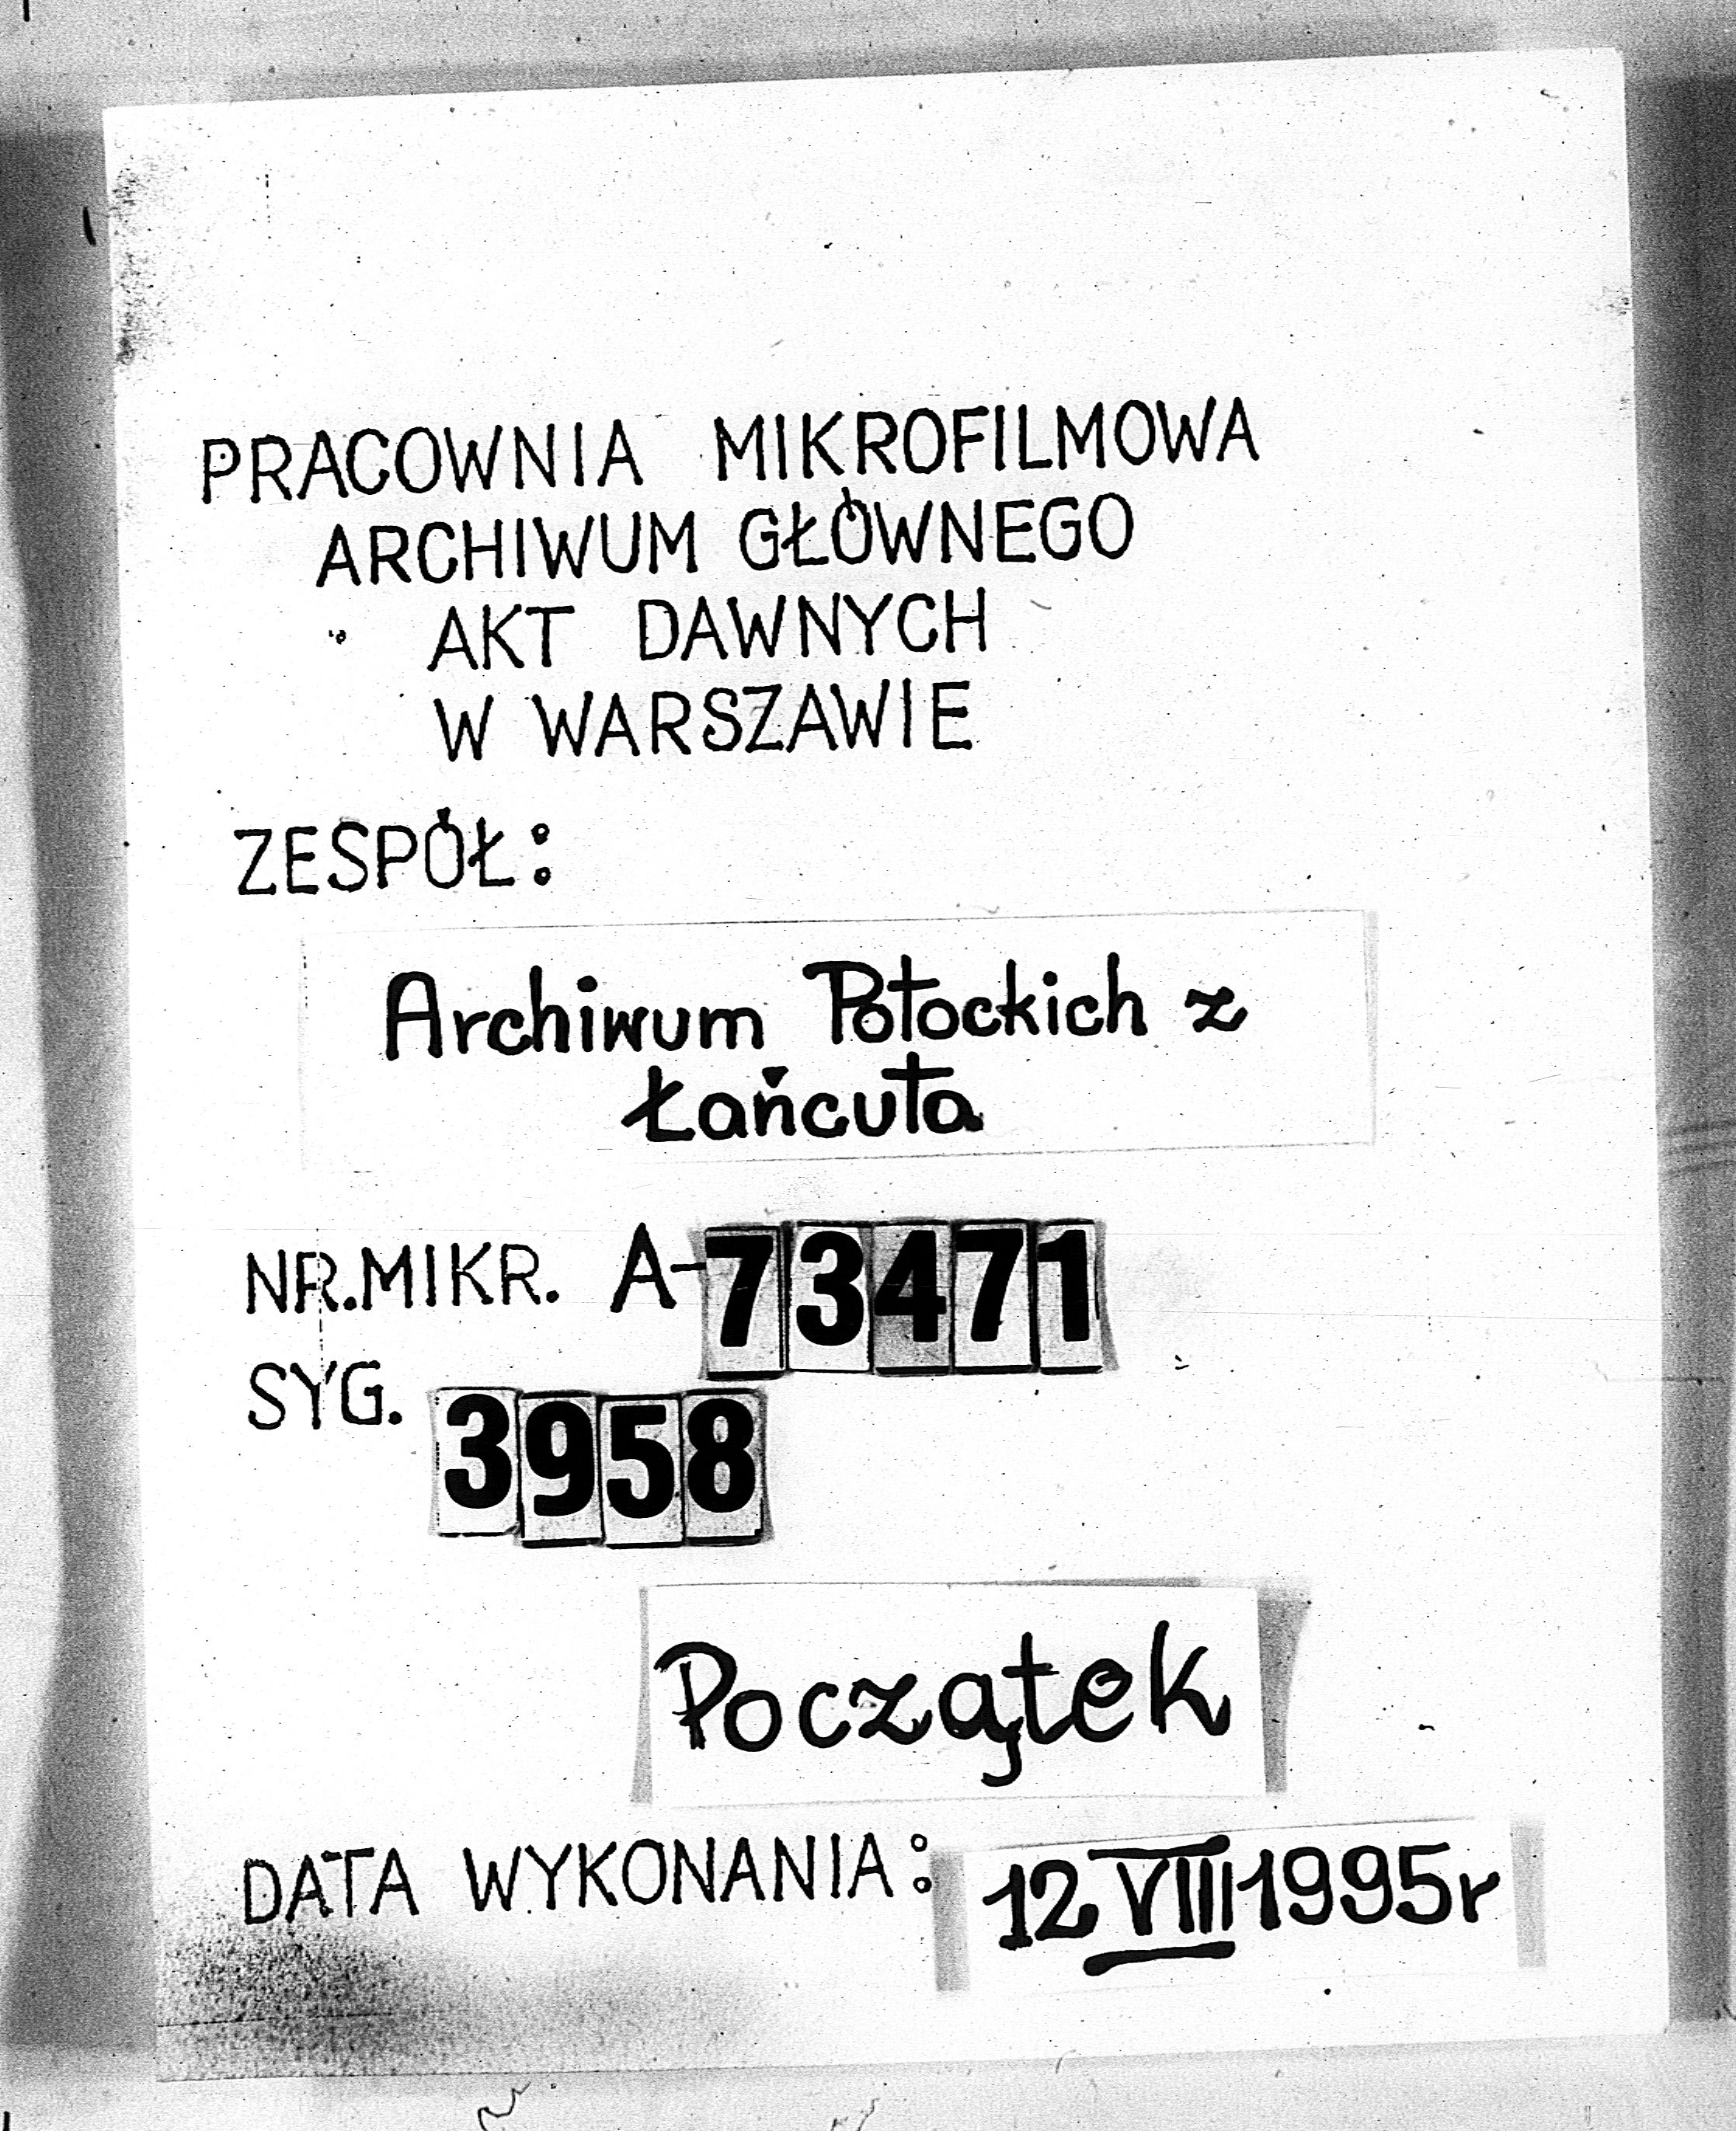 PRACOWNIA MIKROFILMOWA
ARCHIWUM GŁÓWNEGO
AKT DAWNYCH
W WARSZAWIE
ZESPÓŁ:
Archiwum Potockich z
Łańcuta
NR.MIKR. A-73471
SYG. 3958
Początek
DATA WYKONANIA: 12 VIII 1995r